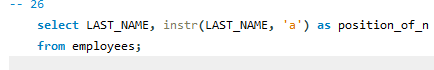 -- 26
select LAST_NAME, instr(LAST_NAME, 'a') as position_of_n
from employees;